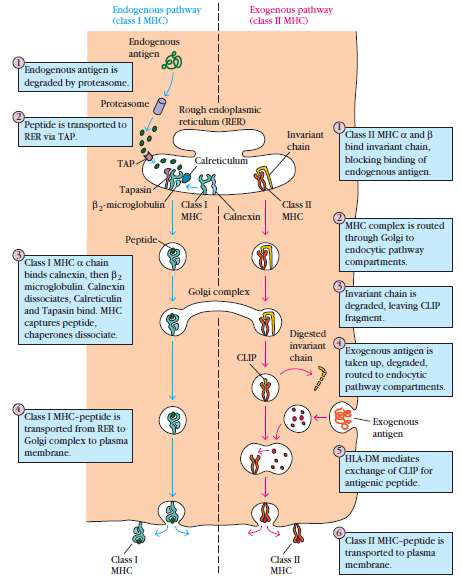 Endogenous pathway
(class I MHC)
Exogenous pathway
(class II MHC)
Endogenous
antigen
1
Endogenous antigen is
degraded by proteasome.
Proteasome
Rough endoplasmic
reticulum (RER)
2
Peptide is transported to
RER via TAP.
Invariant
chain
1
Class II MHC α and β
bind invariant chain,
blocking binding of
endogenous antigen.
TAP
Calreticulum
Tapasin
β2-microglobulin
Class I
MHC
Calnexin
Class II
MHC
2
MHC complex is routed
through Golgi to
endocytic pathway
compartments.
Peptide
3
Class I MHC α chain
binds calnexin, then β2
microglobulin. Calnexin
dissociates, Calreticulin
and Tapasin bind. MHC
captures peptide,
chaperones dissociate.
3
Invariant chain is
degraded, leaving CLIP
fragment.
Golgi complex
Digested
invariant
chain
CLIP
4
Exogenous antigen is
taken up, degraded,
routed to endocytic
pathway compartments.
4
Class I MHC–peptide is
transported from RER to
Golgi complex to plasma
membrane.
Exogenous
antigen
5
HLA-DM mediates
exchange of CLIP for
antigenic peptide.
6
Class II MHC–peptide is
transported to plasma
membrane.
Class I
MHC
Class II
MHC